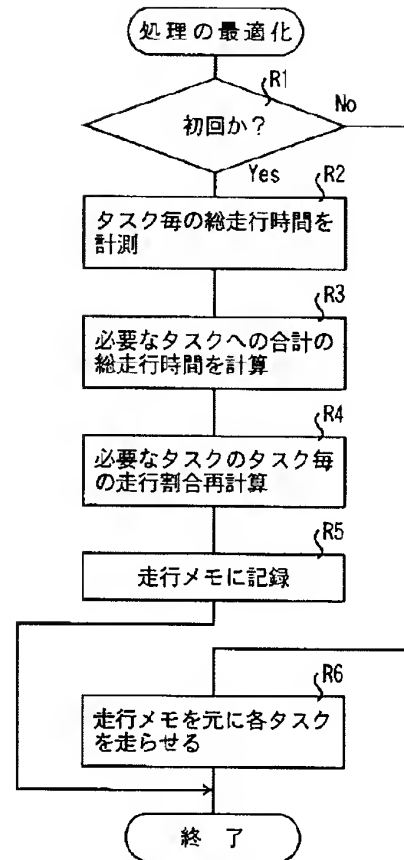 処理の最適化
R1
初回か？
No
Yes
R2
タスク毎の総走行時間を
計測
R3
必要なタスクへの合計の
総走行時間を計算
R4
必要なタスクのタスク毎
の走行割合再計算
R5
走行メモに記録
R6
走行メモを元に各タスク
を走らせる
終了